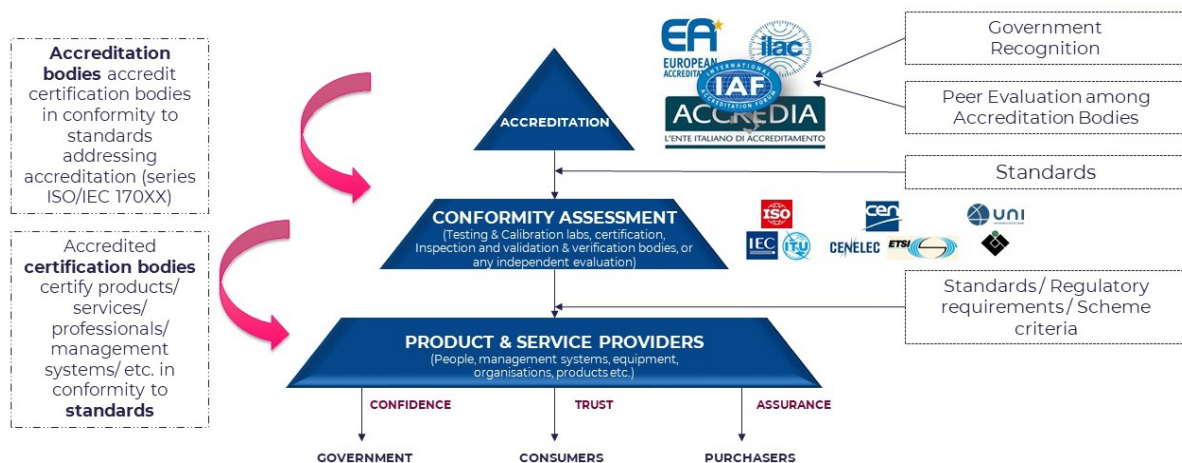 Accreditation
bodies accredit
certification bodies
in conformity to
standards
addressing
accreditation (series
ISO/IEC 170XX)
Accredited
certification bodies
certify products/
services/
professionals/
management
systems/ etc. in
conformity to
standards
ACCREDITATION
EA
EUROPEAN
ilac
INTERNATIONAL
IAF
ACCREDITATION FORUM
ACCREDIA
L'ENTE ITALIANO DI ACCREDITAMENTO
Government
Recognition
Peer Evaluation among
Accreditation Bodies
Standards
CONFORMITY ASSESSMENT
(Testing & Calibration labs, certification,
Inspection and validation & verification bodies, or
any independent evaluation)
ISO
cen
UNI
IEC
ITU
CENELEC
ETSI
Standards / Regulatory
requirements / Scheme
criteria
PRODUCT & SERVICE PROVIDERS
(People, management systems, equipment,
organisations, products etc.)
CONFIDENCE
TRUST
ASSURANCE
GOVERNMENT
CONSUMERS
PURCHASERS